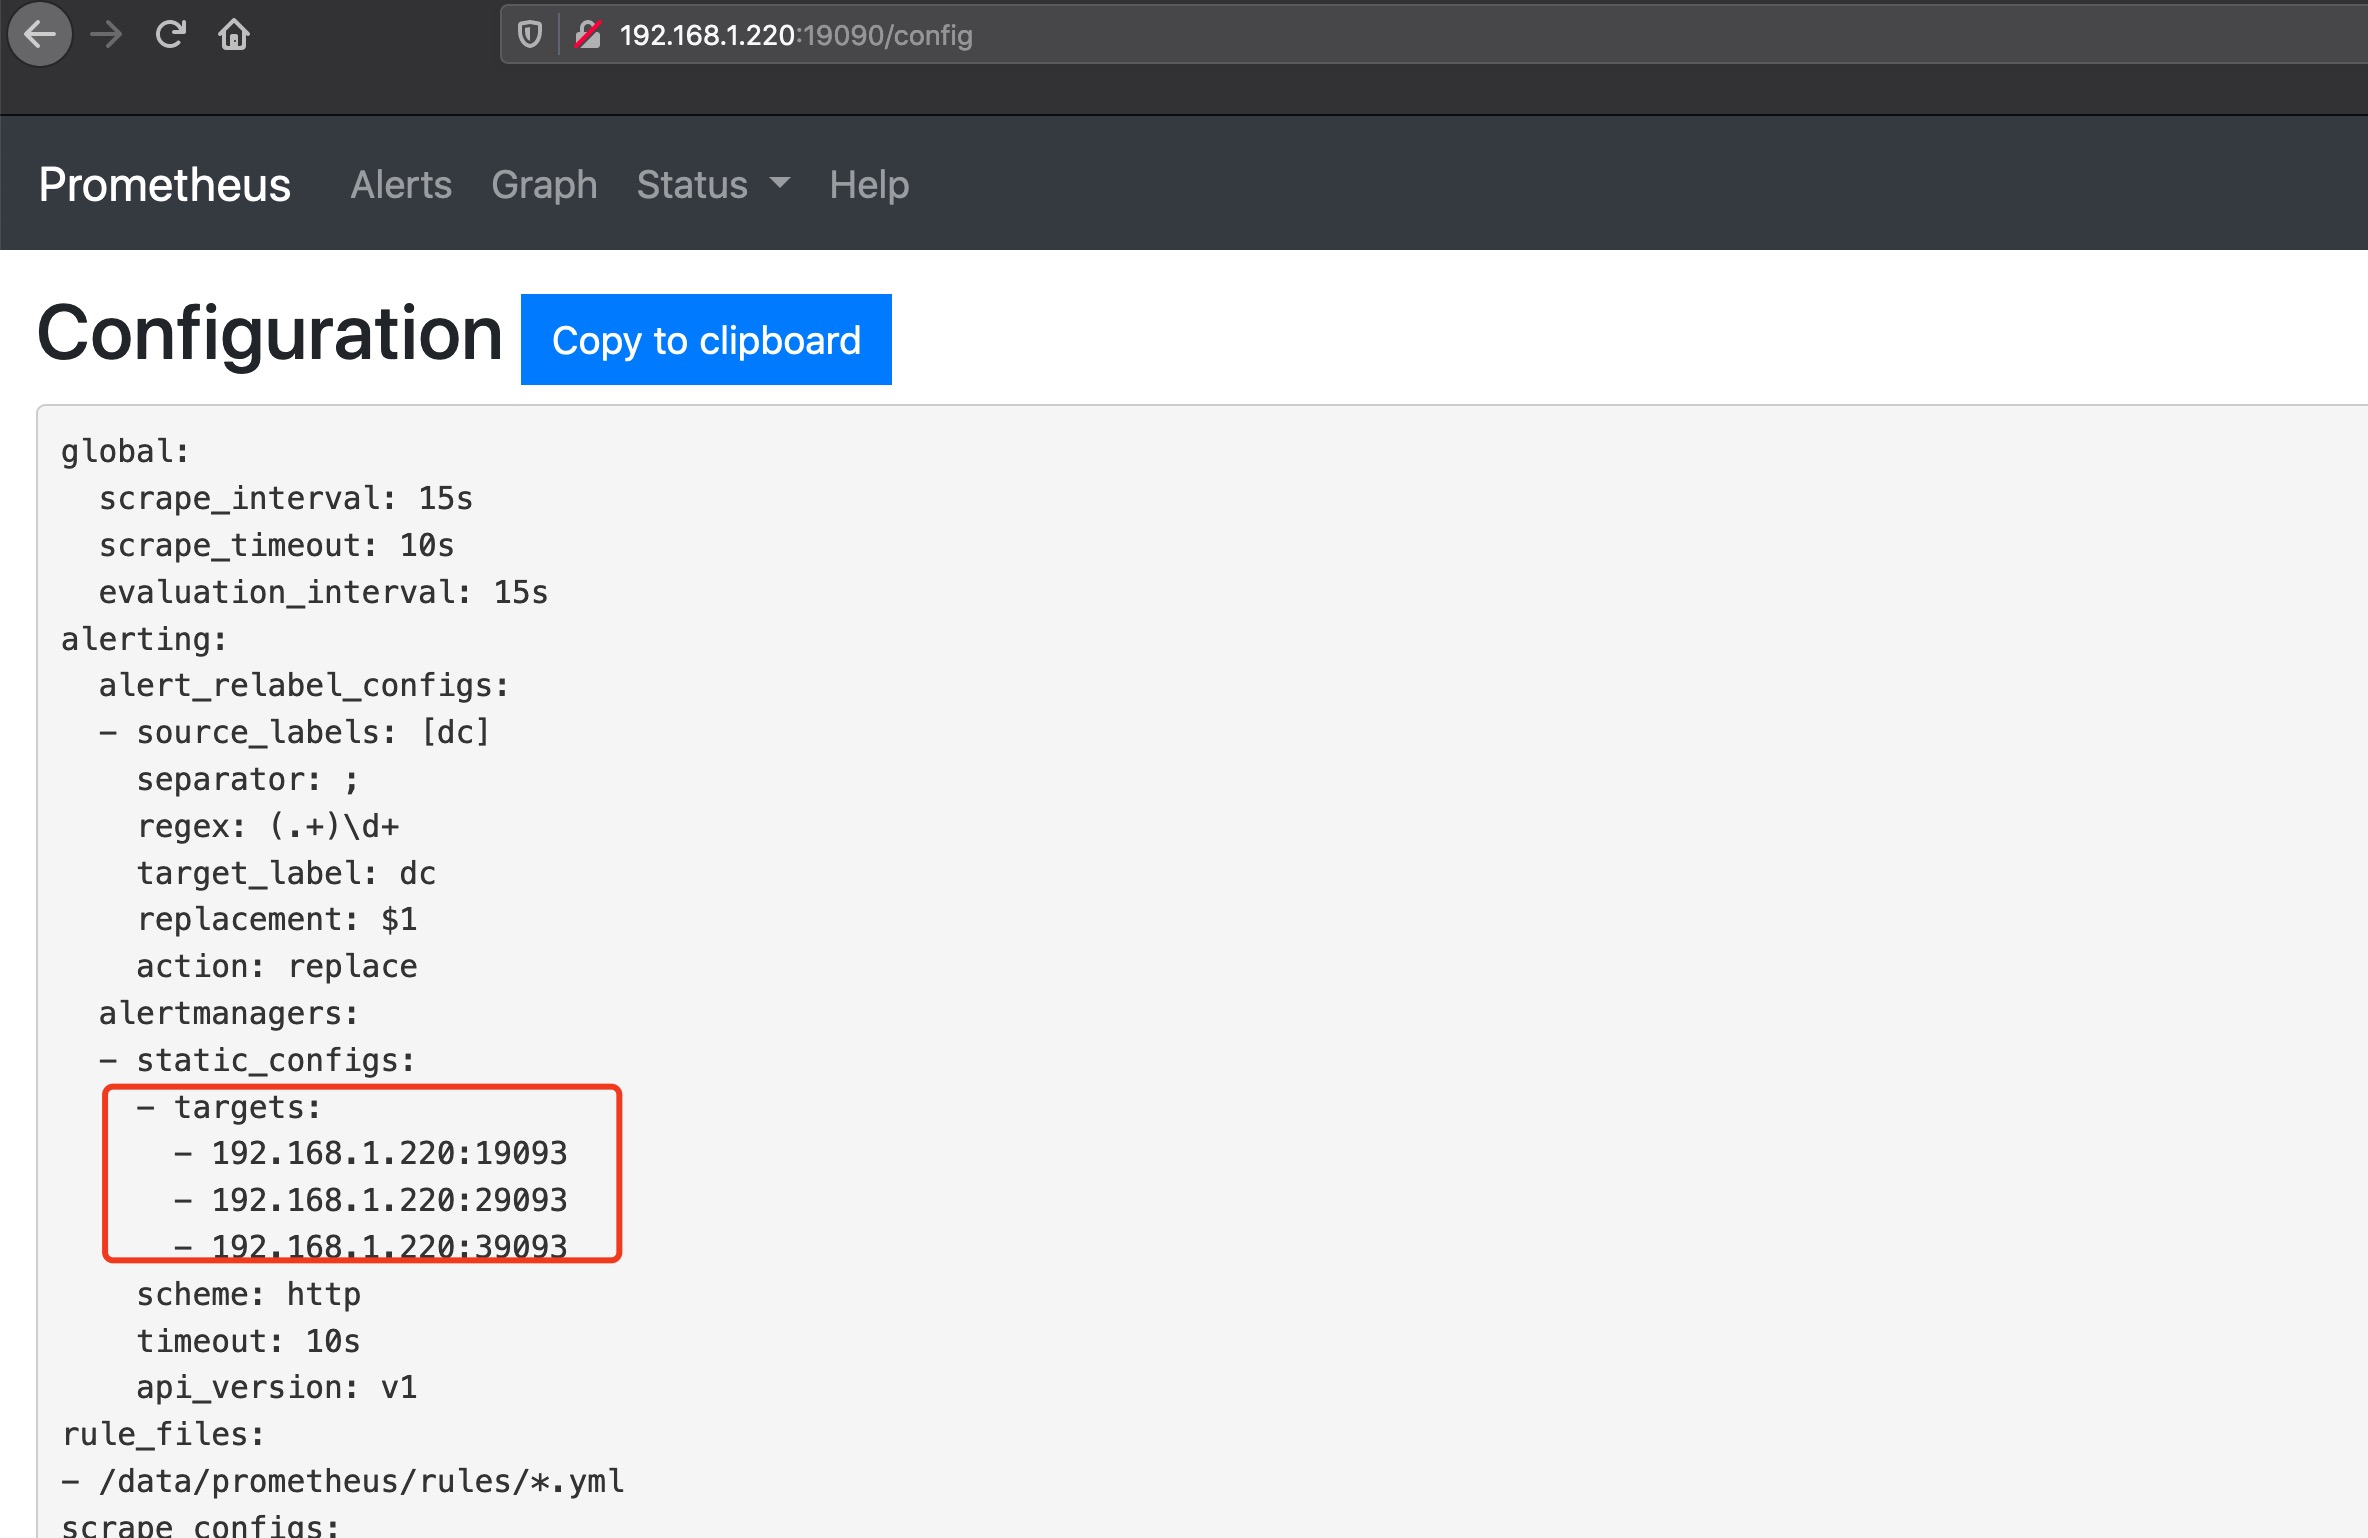 192.168.1.220:19090/config
Prometheus Alerts Graph Status Help
Configuration Copy to clipboard
global:
  scrape_interval: 15s
  scrape_timeout: 10s
  evaluation_interval: 15s
alerting:
  alert_relabel_configs:
  - source_labels: [dc]
    separator: ;
    regex: (.+)\d+
    target_label: dc
    replacement: $1
    action: replace
  alertmanagers:
  - static_configs:
    - targets:
      - 192.168.1.220:19093
      - 192.168.1.220:29093
      - 192.168.1.220:39093
    scheme: http
    timeout: 10s
    api_version: v1
rule_files:
- /data/prometheus/rules/*.yml
scrape_configs: